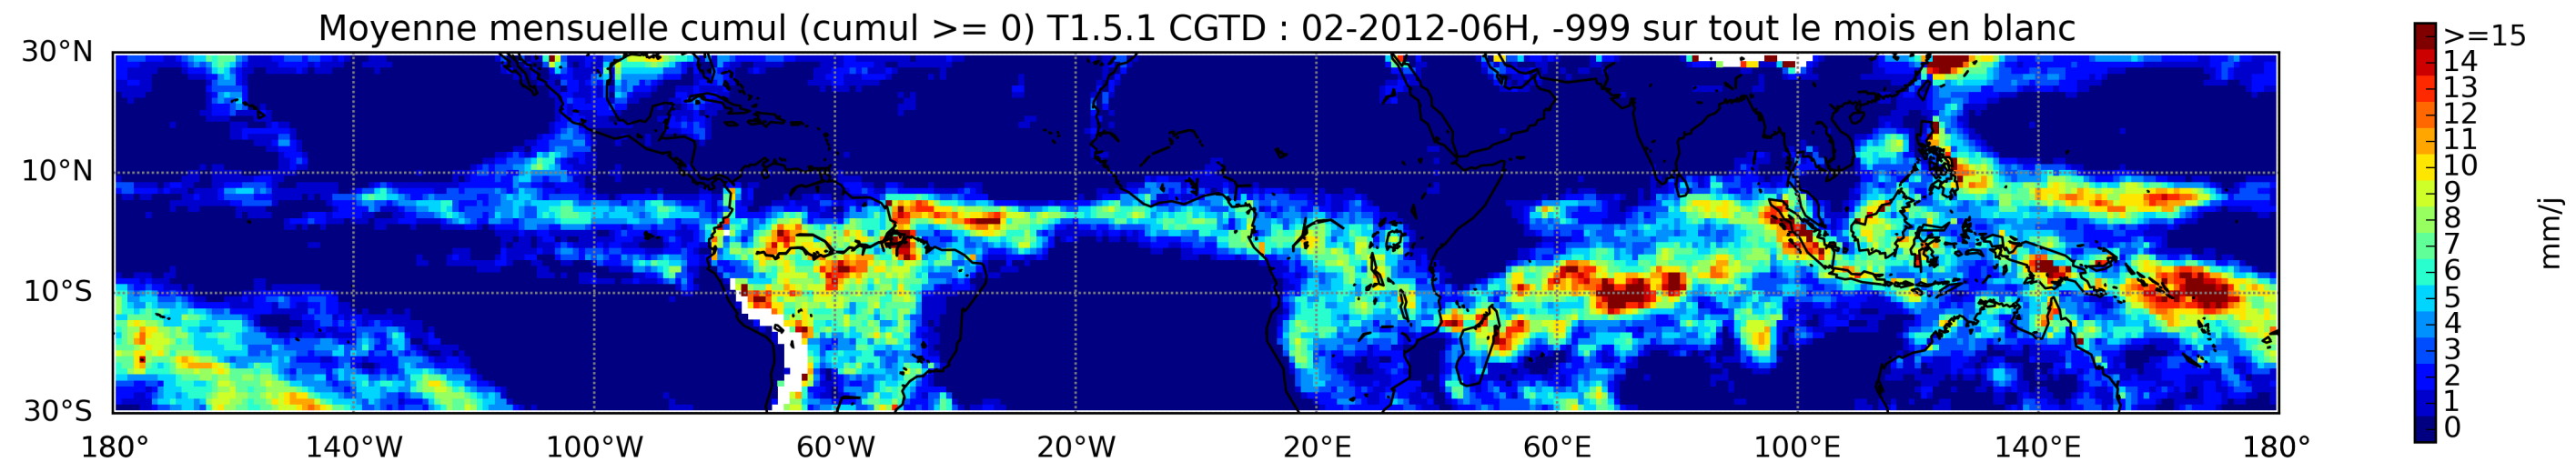 Moyenne mensuelle cumul (cumul >= 0) T1.5.1 CGTD : 02-2012-06H, -999 sur tout le mois en blanc
30°N
10°N
10°S
30°S
180° 140°W 100°W 60°W 20°W 20°E 60°E 100°E 140°E 180°
>=15
14
13
12
11
10
9
8
7
6
5
4
3
2
1
0
mm/j